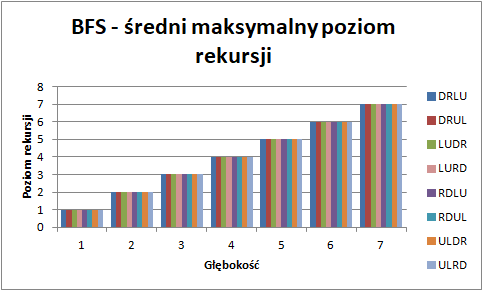 BFS - średni maksymalny poziom
rekursji
Poziom rekursji
8
7
6
5
4
3
2
1
0
1 2 3 4 5 6 7
Głębokość
DRLU
DRUL
LUDR
LURD
RDLU
RDUL
ULDR
ULRD